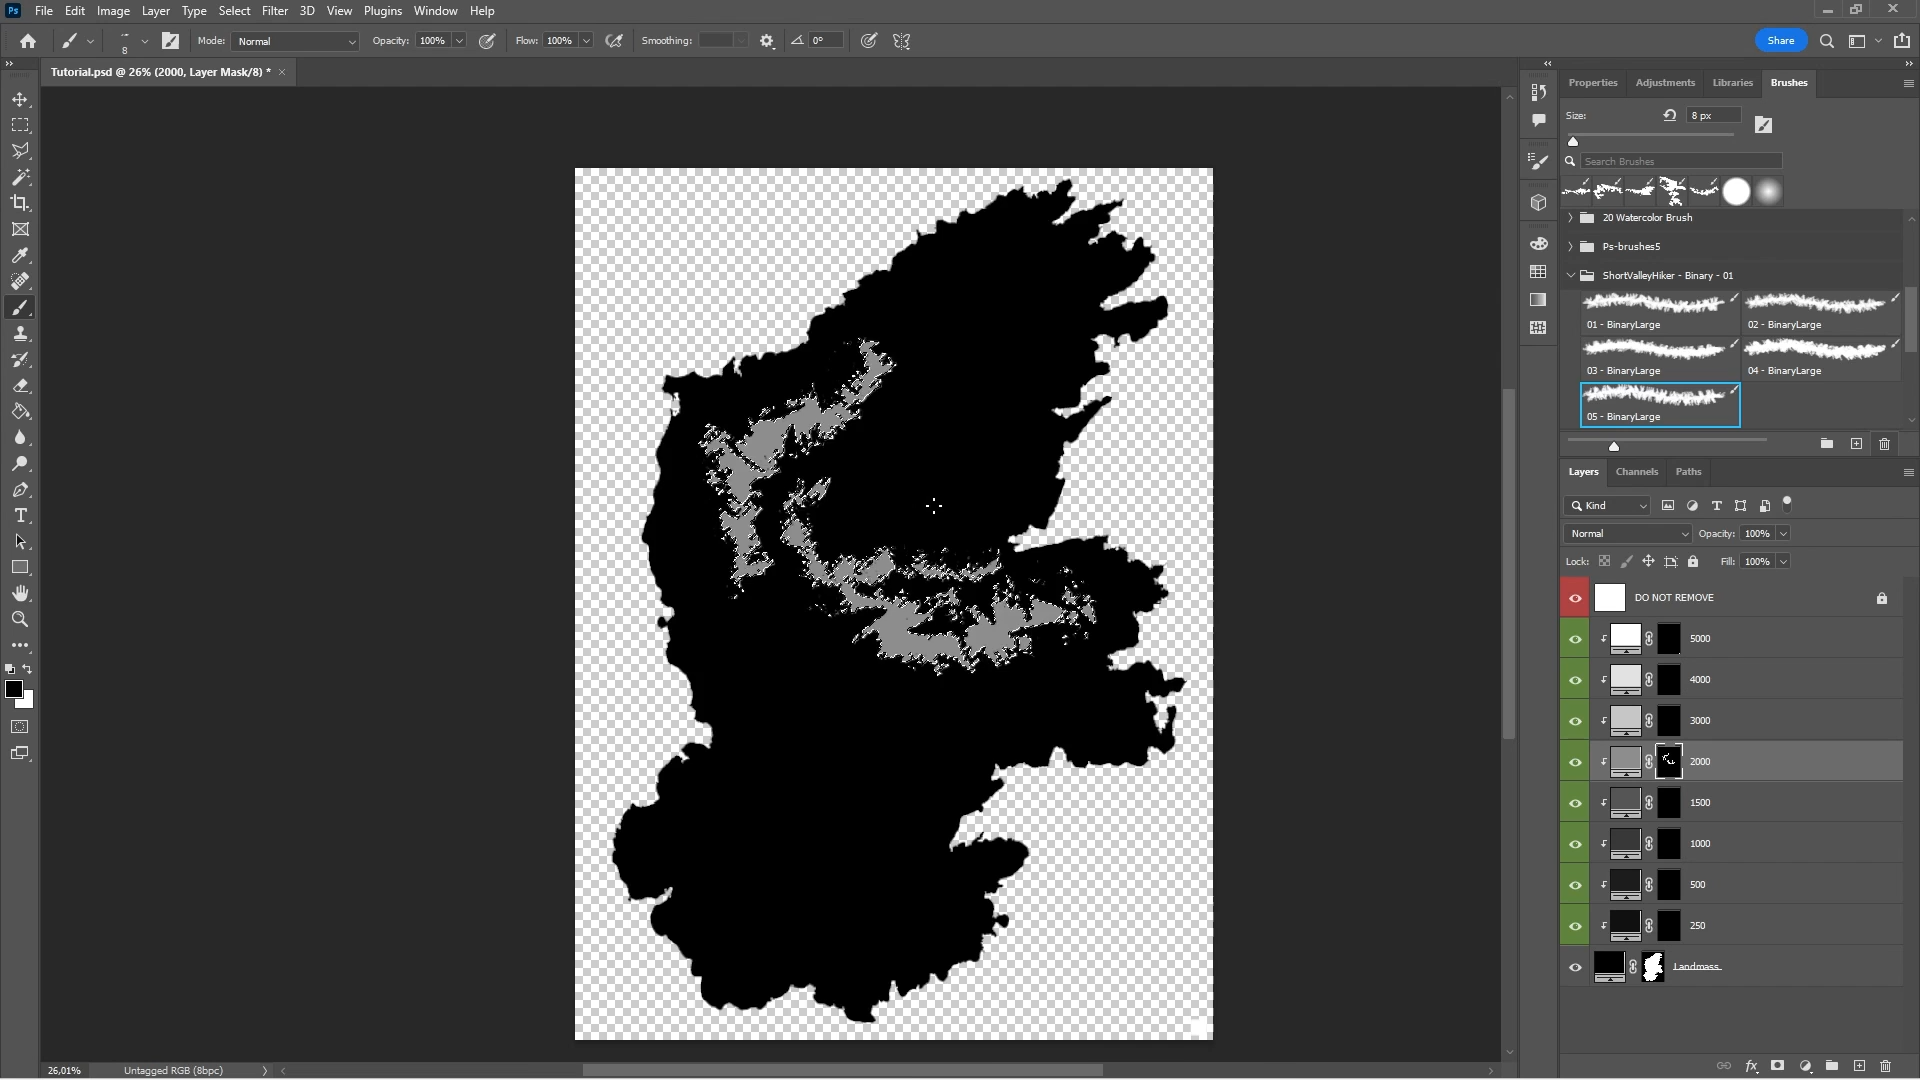 Ps File Edit Image Layer Type Select Filter 3D View Plugins Window Help
8 Mode: Normal Opacity: 100% Flow: 100% Smoothing: 0° Share
Tutorial.psd @ 26% (2000, Layer Mask/8) *
Properties Adjustments Libraries Brushes
Size: 8 px
Search Brushes
20 Watercolor Brush
Ps-brushes5
ShortValleyHiker - Binary - 01
01 - BinaryLarge 02 - BinaryLarge
03 - BinaryLarge 04 - BinaryLarge
05 - BinaryLarge
Layers Channels Paths
Kind
Normal Opacity: 100%
Lock: Fill: 100%
DO NOT REMOVE
5000
4000
3000
2000
1500
1000
500
250
Landmass
26,01% Untagged RGB (8bpc)